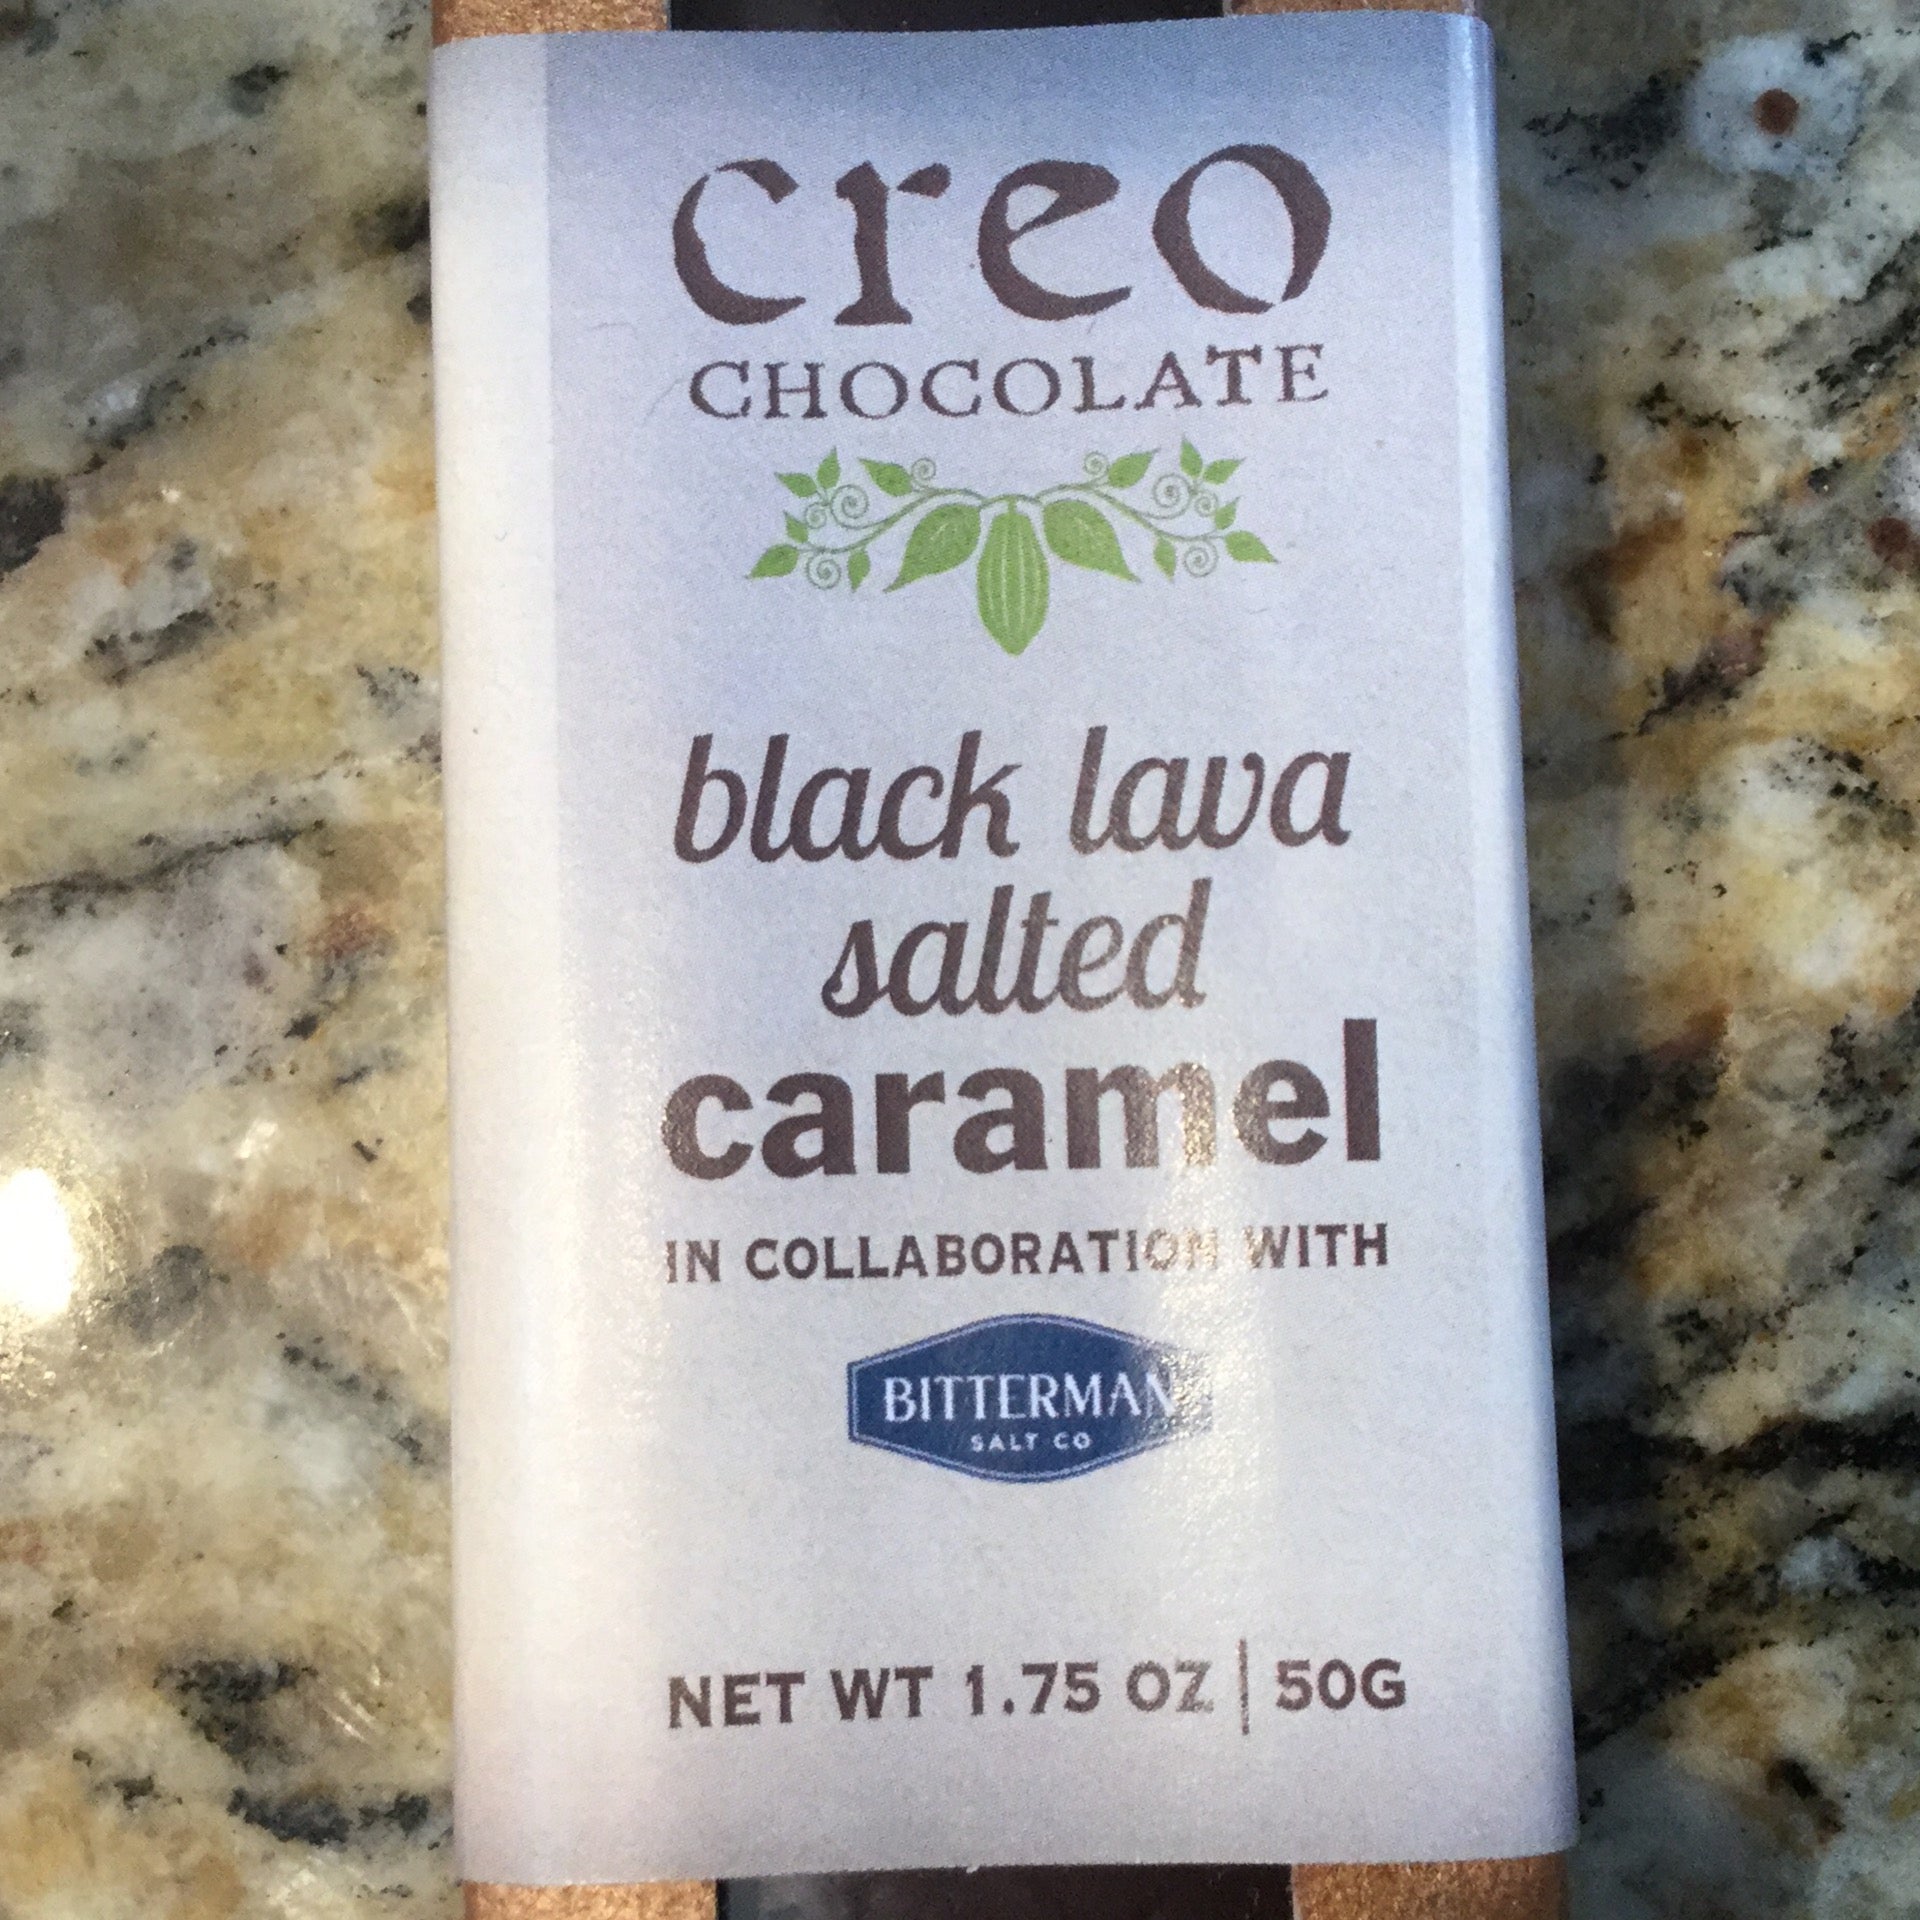 creo
CHOCOLATE
black lava
salted
caramel
IN COLLABORATION WITH
BITTERMAN
SALT CO
NET WT 1.75 OZ | 50G